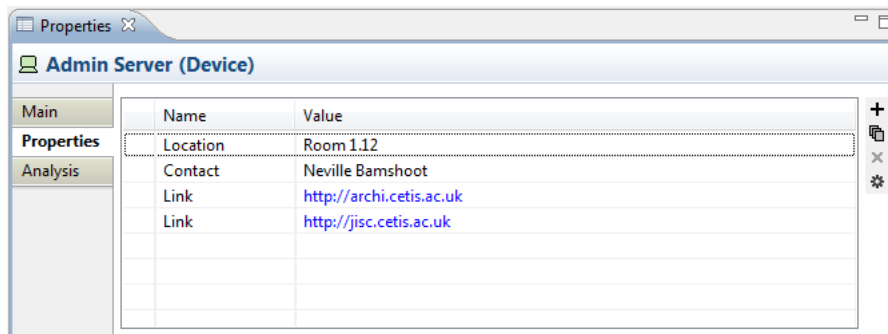 Properties
Admin Server (Device)
Main
Properties
Analysis
Name Value
Location Room 1.12
Contact Neville Bamshoot
Link http://archi.cetis.ac.uk
Link http://jisc.cetis.ac.uk